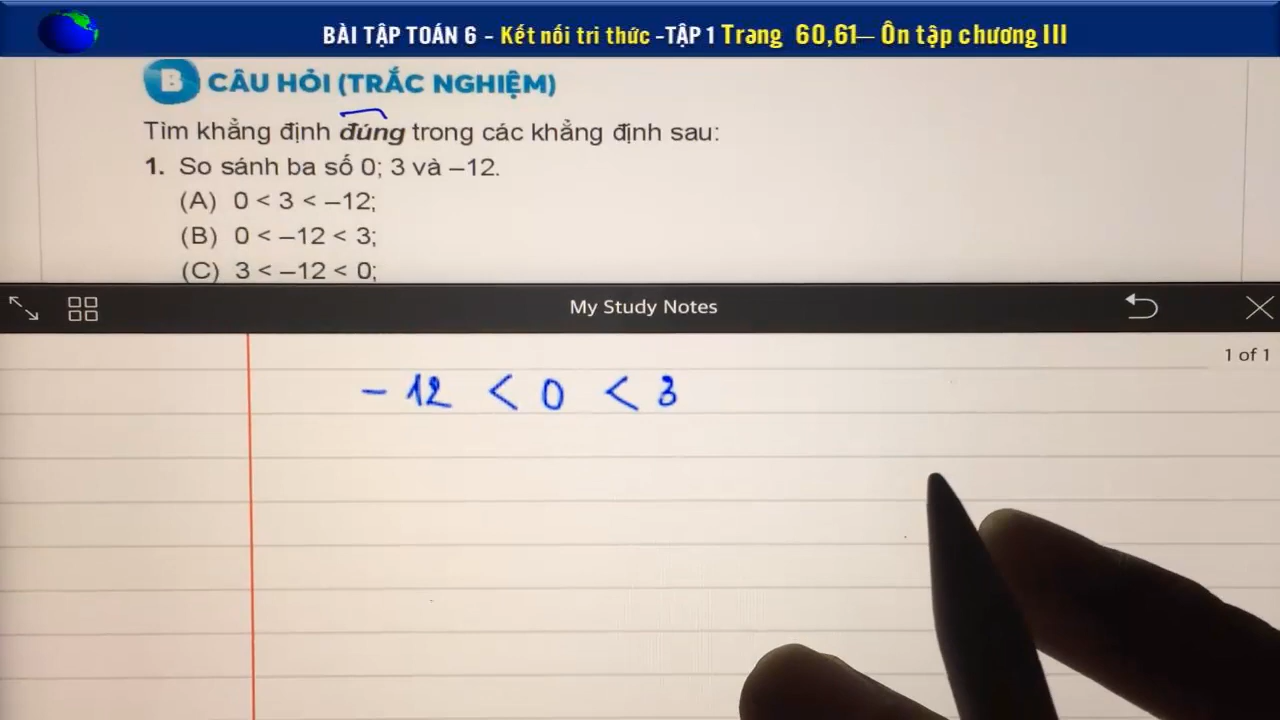 BÀI TẬP TOÁN 6 - Kết nối tri thức -TẬP 1 Trang 60,61– Ôn tập chương III
B CÂU HỎI (TRẮC NGHIỆM)
Tìm khẳng định đúng trong các khẳng định sau:
1. So sánh ba số 0; 3 và –12.
(A) 0 < 3 < –12;
(B) 0 < –12 < 3;
(C) 3 < –12 < 0;
My Study Notes
1 of 1
- 12 < 0 < 3